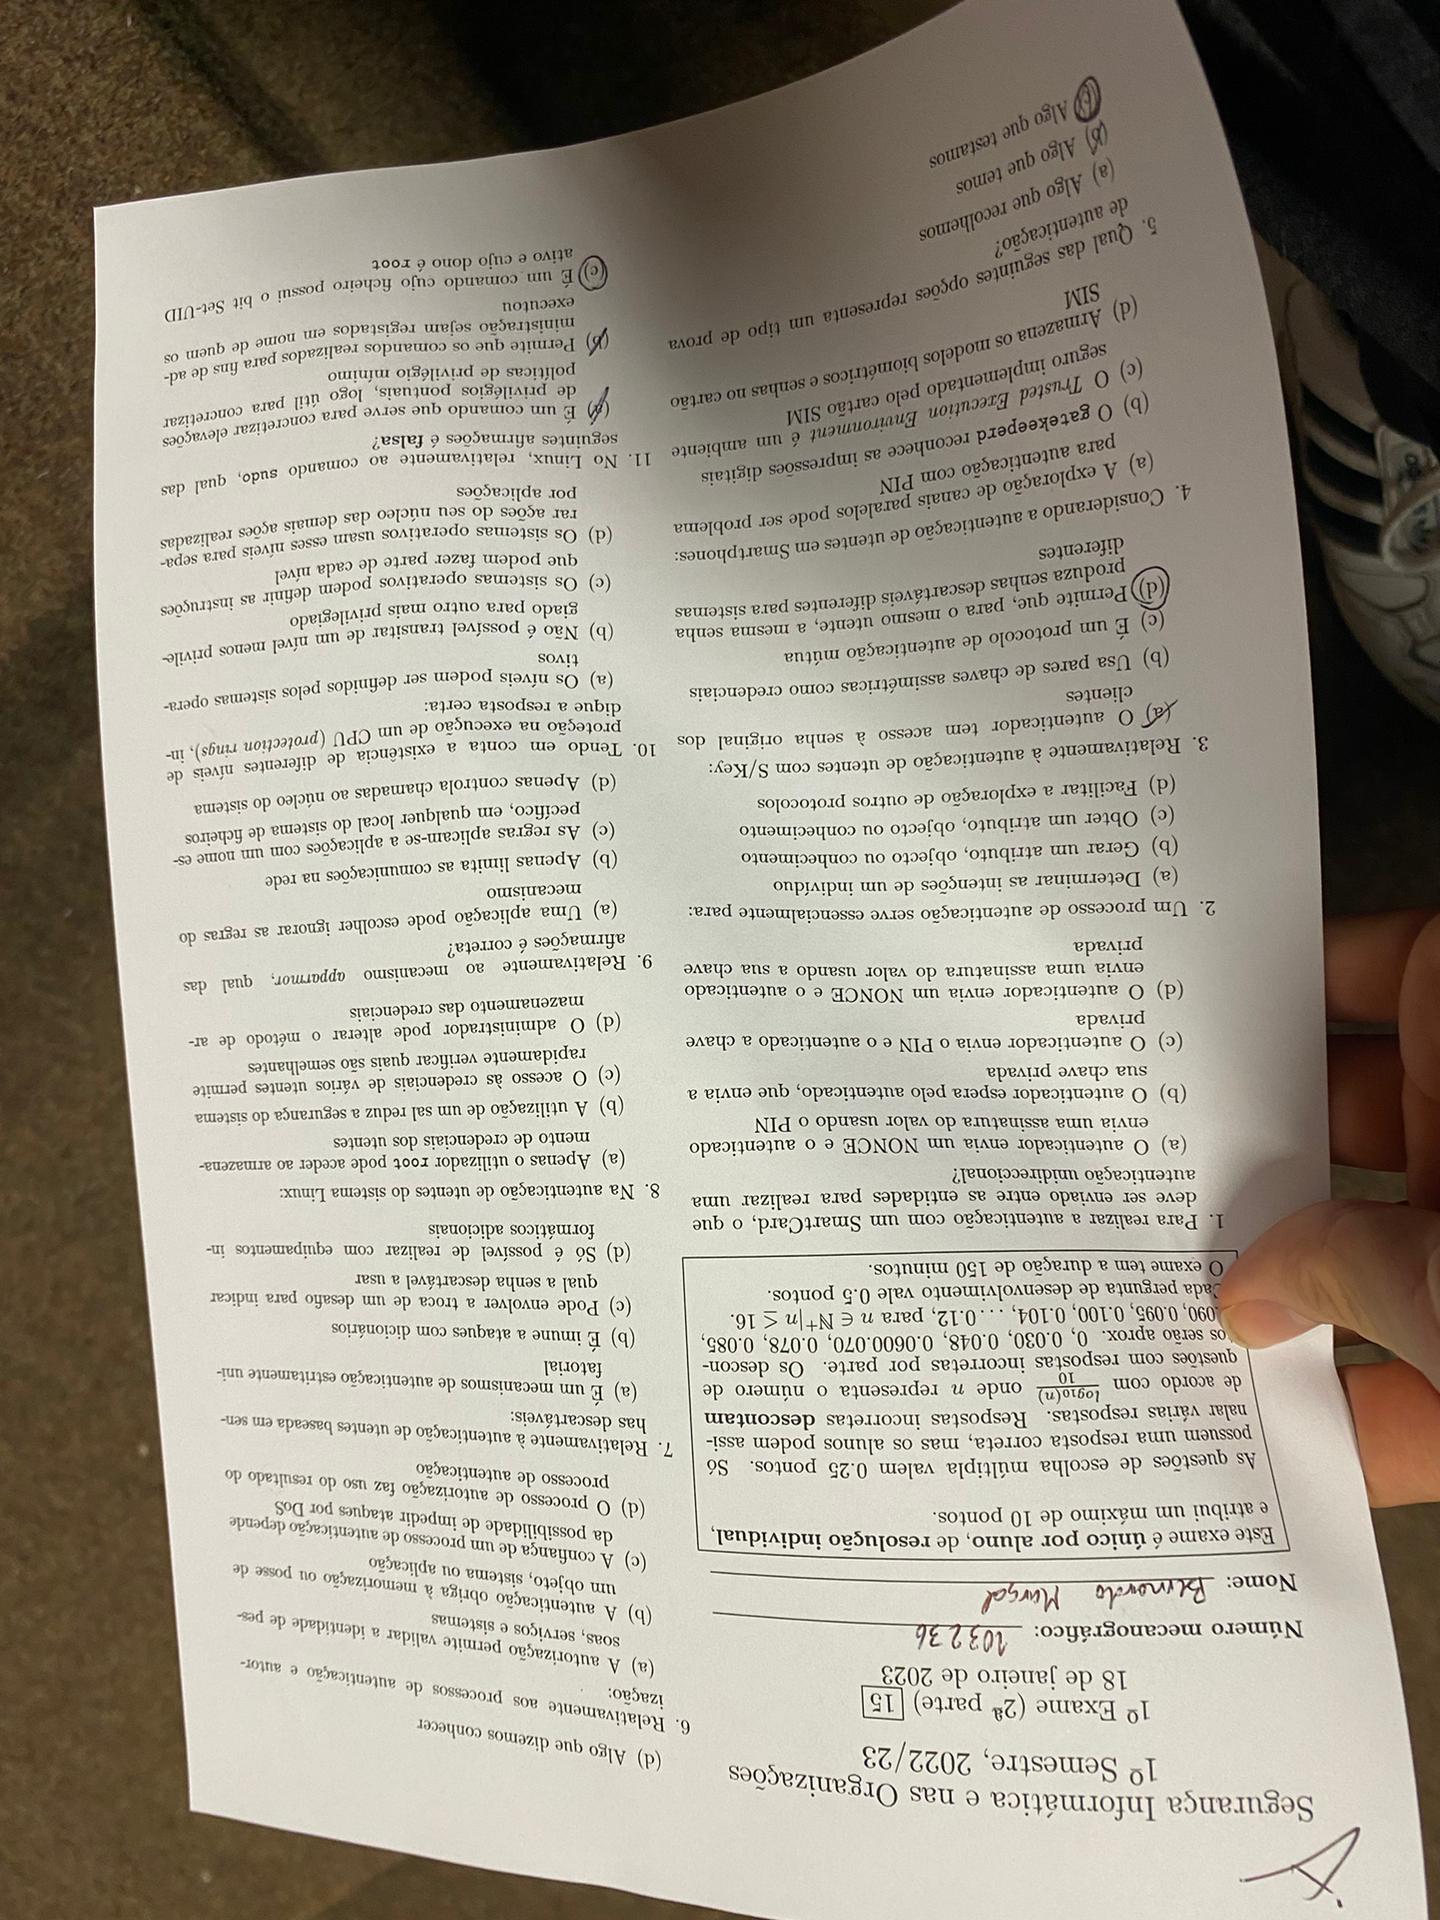 Segurança Informática e nas Organizações
1º Semestre, 2022/23
1º Exame (2ª parte) 15
18 de janeiro de 2023
Número mecanográfico: 103236
Nome: Bernardo Marçal
Este exame é único por aluno, de resolução individual,
e atribui um máximo de 10 pontos.
As questões de escolha múltipla valem 0.25 pontos. Só
possuem uma resposta correta, mas os alunos podem assi-
nalar várias respostas. Respostas incorretas descontam
de acordo com log10(n)/10 onde n representa o número de
questões com respostas incorretas por parte. Os descon-
tos serão aprox. 0, 0.030, 0.048, 0.0600.070, 0.078, 0.085,
0.090, 0.095, 0.100, 0.104, ...0.12, para n ∈ N⁺|n ≤ 16.
Cada pergunta de desenvolvimento vale 0.5 pontos.
O exame tem a duração de 150 minutos.
1. Para realizar a autenticação com um SmartCard, o que
deve ser enviado entre as entidades para realizar uma
autenticação unidireccional?
(a) O autenticador envia um NONCE e o autenticado
envia uma assinatura do valor usando o PIN
(b) O autenticador espera pelo autenticado, que envia a
sua chave privada
(c) O autenticador envia o PIN e o autenticado a chave
privada
(d) O autenticador envia um NONCE e o autenticado
envia uma assinatura do valor usando a sua chave
privada
2. Um processo de autenticação serve essencialmente para:
(a) Determinar as intenções de um indivíduo
(b) Gerar um atributo, objecto ou conhecimento
(c) Obter um atributo, objecto ou conhecimento
(d) Facilitar a exploração de outros protocolos
3. Relativamente à autenticação de utentes com S/Key:
(a) O autenticador tem acesso à senha original dos
clientes
(b) Usa pares de chaves assimétricas como credenciais
(c) É um protocolo de autenticação mútua
(d) Permite que, para o mesmo utente, a mesma senha
produza senhas descartáveis diferentes para sistemas
diferentes
4. Considerando a autenticação de utentes em Smartphones:
(a) A exploração de canais paralelos pode ser problema
para autenticação com PIN
(b) O gatekeeperd reconhece as impressões digitais
(c) O Trusted Execution Environment é um ambiente
seguro implementado pelo cartão SIM
(d) Armazena os modelos biométricos e senhas no cartão
SIM
5. Qual das seguintes opções representa um tipo de prova
de autenticação?
(a) Algo que recolhemos
(b) Algo que temos
(c) Algo que testamos
(d) Algo que dizemos conhecer
6. Relativamente aos processos de autenticação e autor-
ização:
(a) A autorização permite validar a identidade de pes-
soas, serviços e sistemas
(b) A autenticação obriga à memorização ou posse de
um objeto, sistema ou aplicação
(c) A confiança de um processo de autenticação depende
da possibilidade de impedir ataques por DoS
(d) O processo de autorização faz uso do resultado do
processo de autenticação
7. Relativamente à autenticação de utentes baseada em sen-
has descartáveis:
(a) É um mecanismos de autenticação estritamente uni-
fatorial
(b) É imune a ataques com dicionários
(c) Pode envolver a troca de um desafio para indicar
qual a senha descartável a usar
(d) Só é possível de realizar com equipamentos in-
formáticos adicionais
8. Na autenticação de utentes do sistema Linux:
(a) Apenas o utilizador root pode aceder ao armazena-
mento de credenciais dos utentes
(b) A utilização de um sal reduz a segurança do sistema
(c) O acesso às credenciais de vários utentes permite
rapidamente verificar quais são semelhantes
(d) O administrador pode alterar o método de ar-
mazenamento das credenciais
9. Relativamente ao mecanismo apparmor, qual das
afirmações é correta?
(a) Uma aplicação pode escolher ignorar as regras do
mecanismo
(b) Apenas limita as comunicações na rede
(c) As regras aplicam-se a aplicações com um nome es-
pecífico, em qualquer local do sistema de ficheiros
(d) Apenas controla chamadas ao núcleo do sistema
10. Tendo em conta a existência de diferentes níveis de
proteção na execução de um CPU (protection rings), in-
dique a resposta certa:
(a) Os níveis podem ser definidos pelos sistemas opera-
tivos
(b) Não é possível transitar de um nível menos privile-
giado para outro mais privilegiado
(c) Os sistemas operativos podem definir as instruções
que podem fazer parte de cada nível
(d) Os sistemas operativos usam esses níveis para sepa-
rar ações do seu núcleo das demais ações realizadas
por aplicações
11. No Linux, relativamente ao comando sudo, qual das
seguintes afirmações é falsa?
(a) É um comando que serve para concretizar elevações
de privilégios pontuais, logo útil para concretizar
políticas de privilégio mínimo
(b) Permite que os comandos realizados para fins de ad-
ministração sejam registados em nome de quem os
executou
(c) É um comando cujo ficheiro possui o bit Set-UID
ativo e cujo dono é root